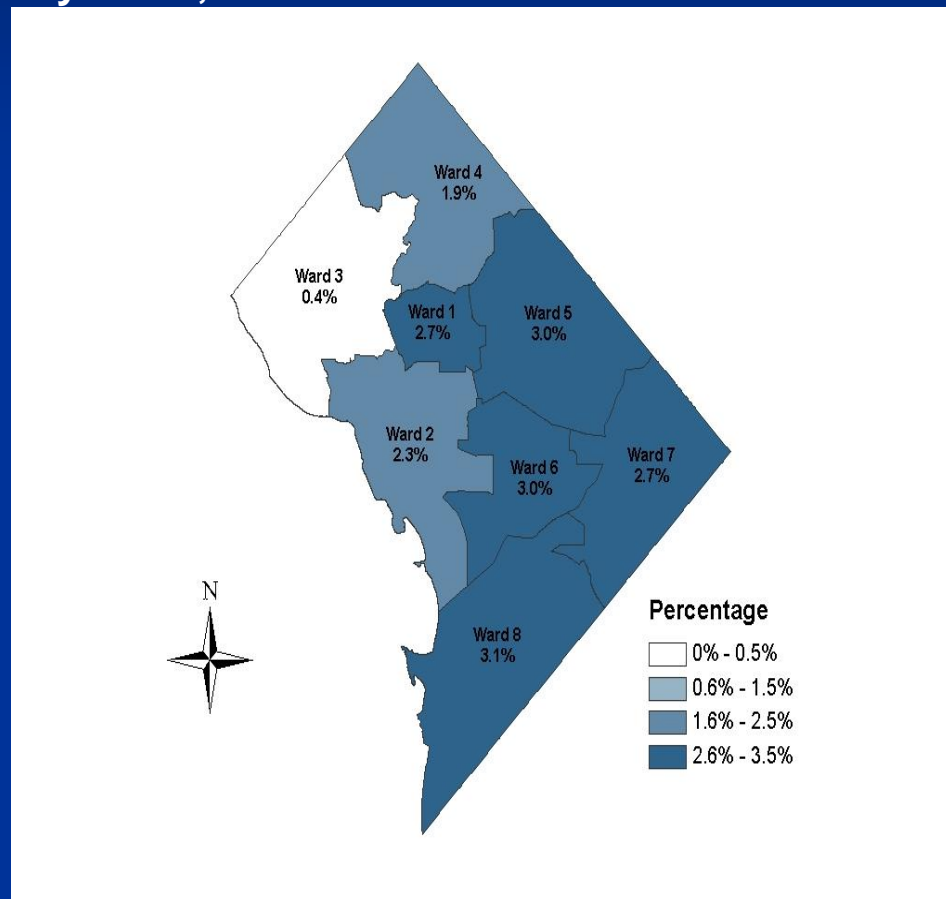 Ward 4
1.9%
Ward 3
0.4%
Ward 1
2.7%
Ward 5
3.0%
Ward 2
2.3%
Ward 6
3.0%
Ward 7
2.7%
N
Ward 8
3.1%
Percentage
0% - 0.5%
0.6% - 1.5%
1.6% - 2.5%
2.6% - 3.5%